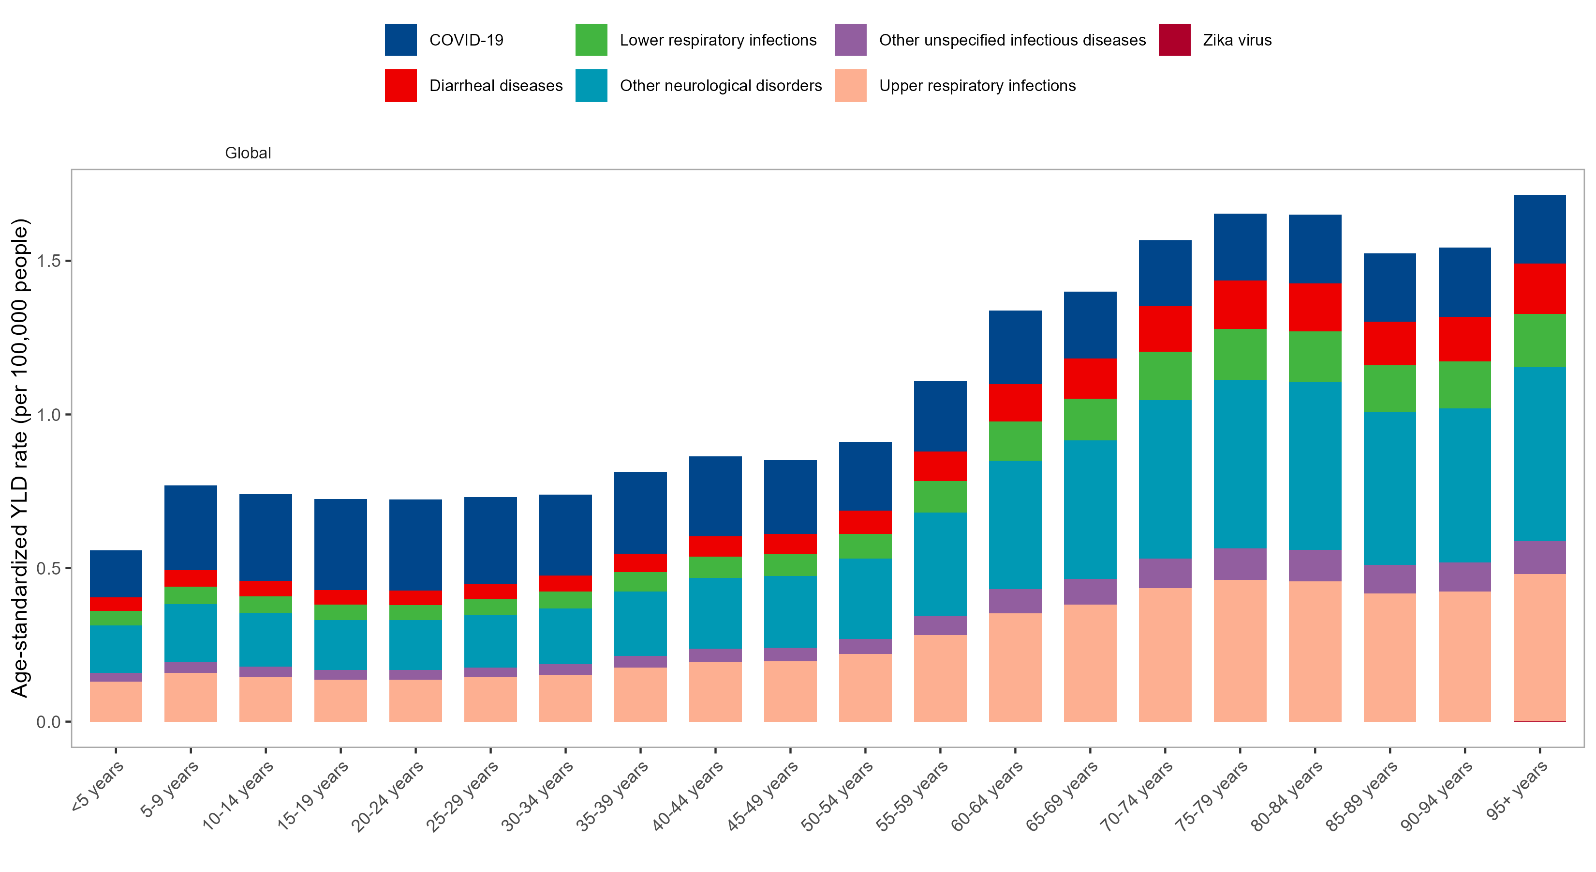 COVID-19
Lower respiratory infections
Other unspecified infectious diseases
Zika virus
Diarrheal diseases
Other neurological disorders
Upper respiratory infections
Global
Age-standardized YLD rate (per 100,000 people)
1.5
1.0
0.5
0.0
<5 years
5-9 years
10-14 years
15-19 years
20-24 years
25-29 years
30-34 years
35-39 years
40-44 years
45-49 years
50-54 years
55-59 years
60-64 years
65-69 years
70-74 years
75-79 years
80-84 years
85-89 years
90-94 years
95+ years